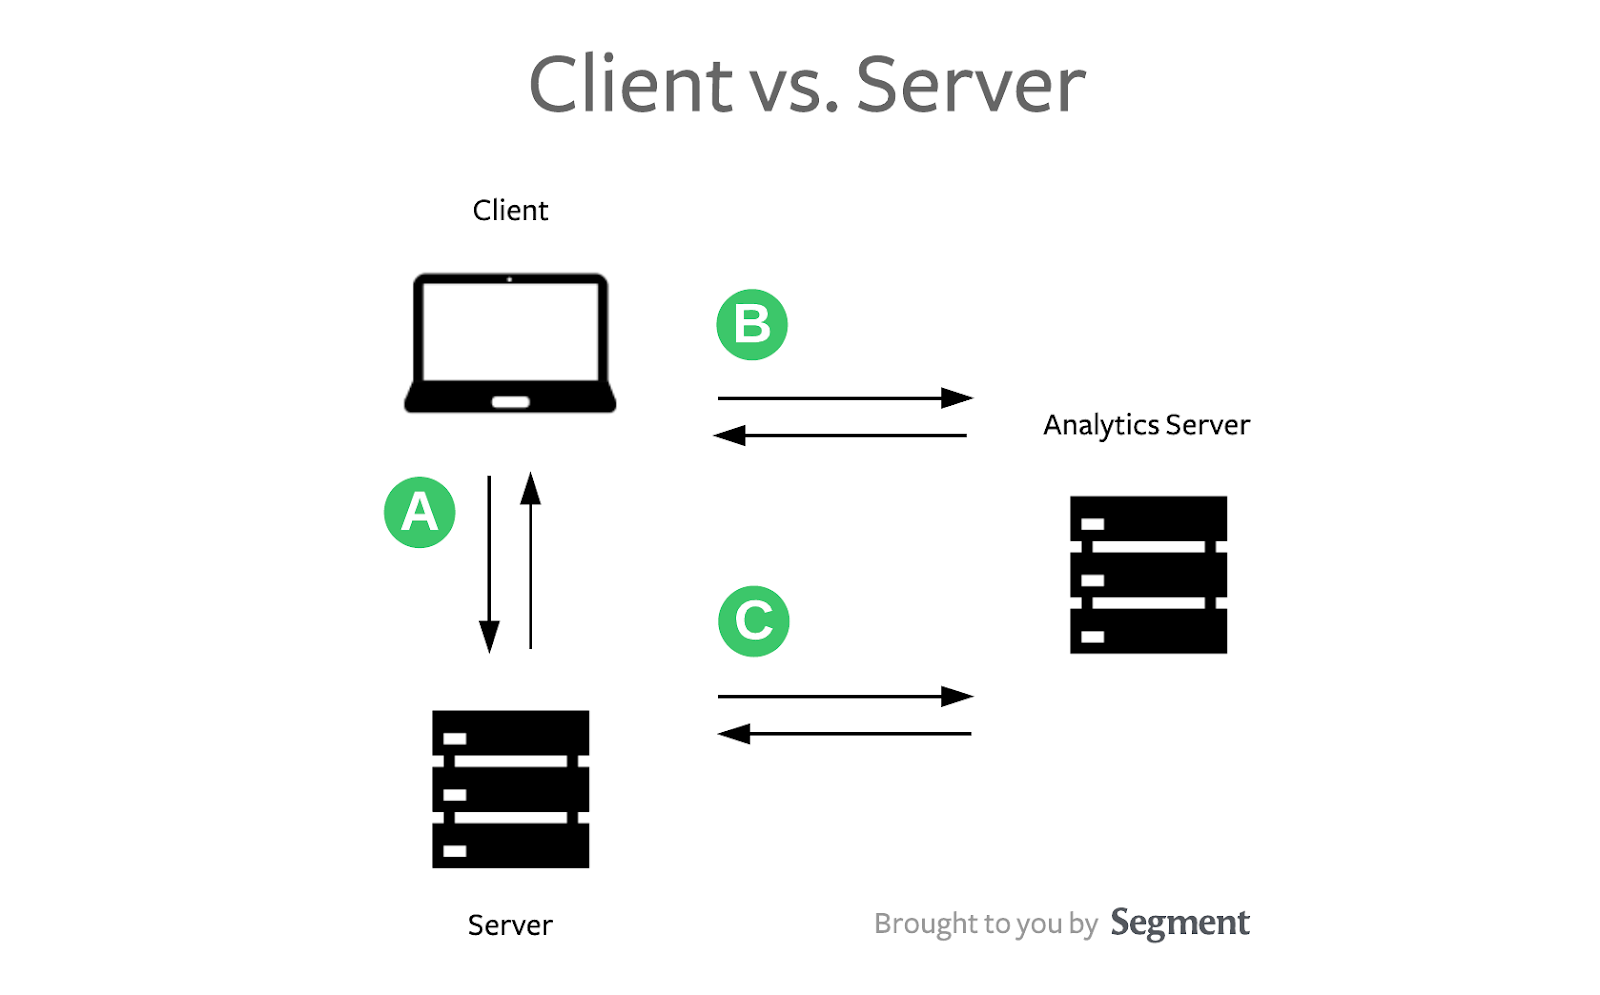 Client vs. Server
Client
B
Analytics Server
A
C
Server
Brought to you by Segment